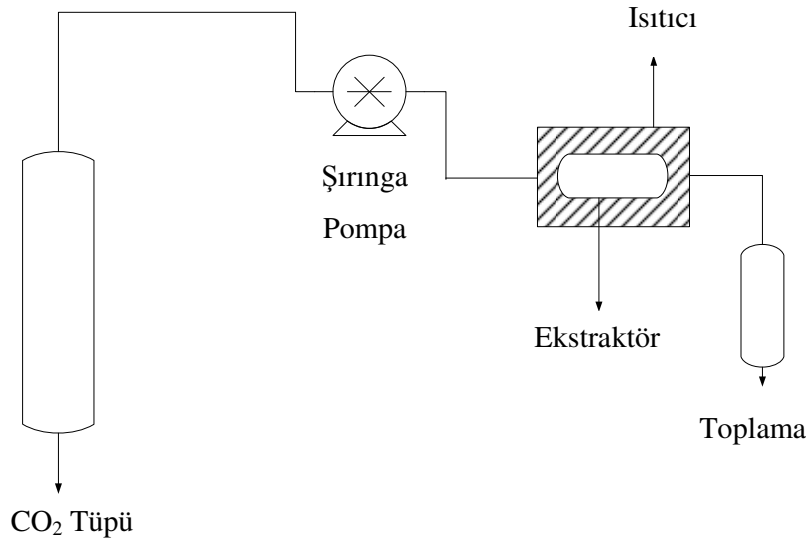 Isıtıcı
Şırınga
Pompa
Ekstraktör
Toplama
CO₂ Tüpü